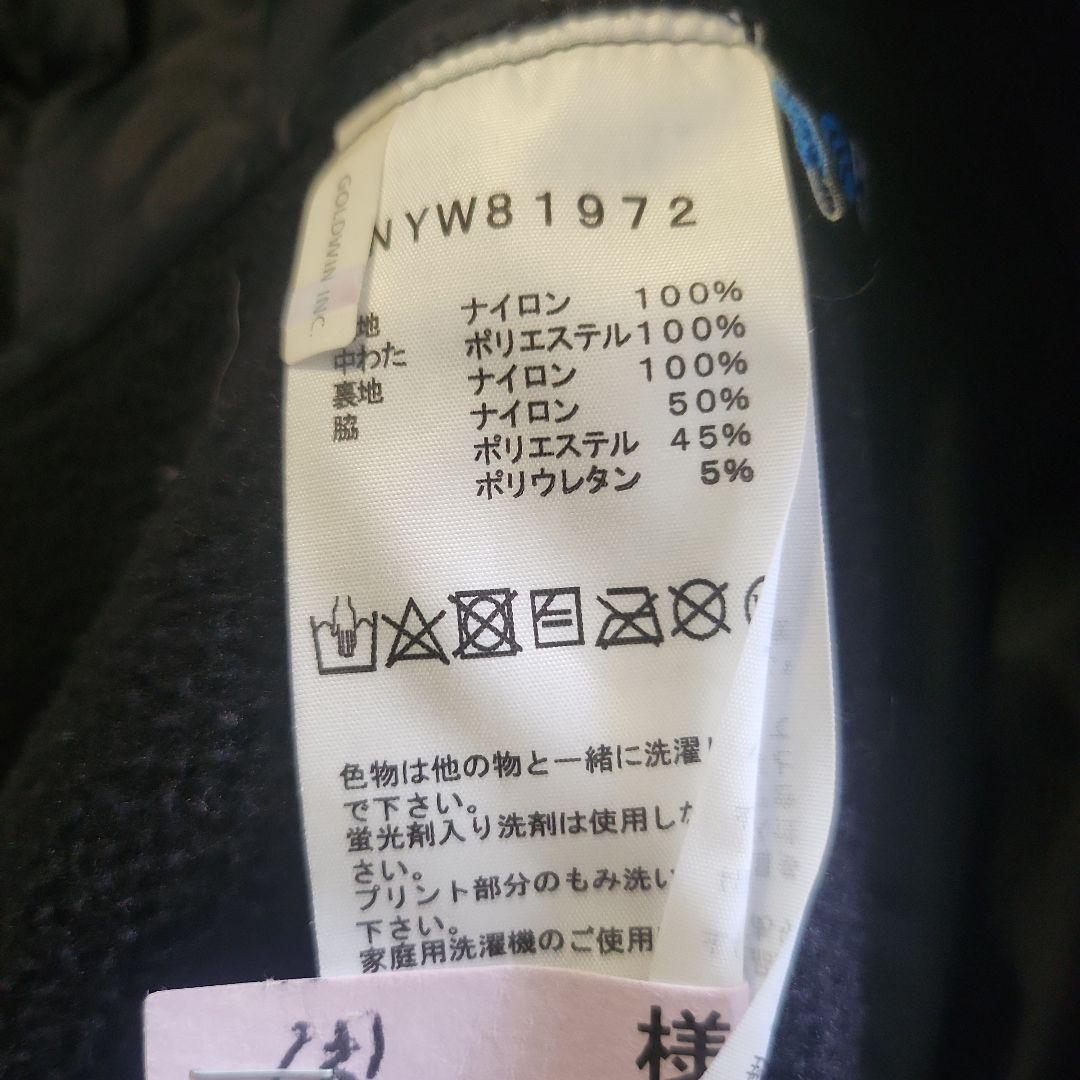 GOLDWIN INC.
NYW81972
地 ナイロン 100%
中わた ポリエステル 100%
裏地 ナイロン 100%
脇 ナイロン 50%
ポリエステル 45%
ポリウレタン 5%
色物は他の物と一緒に洗濯し
で下さい。
蛍光剤入り洗剤は使用した
さい。
プリント部分のもみ洗い
下さい。
家庭用洗濯機のご使用
様